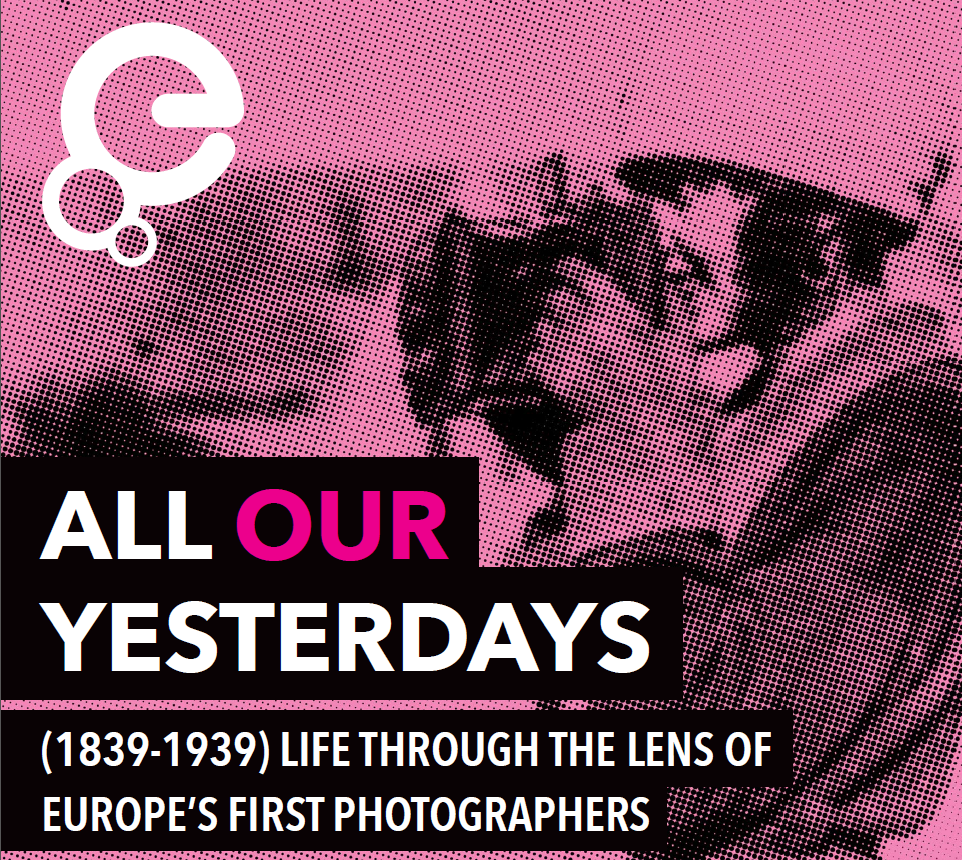 ALL OUR
YESTERDAYS
(1839-1939) LIFE THROUGH THE LENS OF
EUROPE'S FIRST PHOTOGRAPHERS